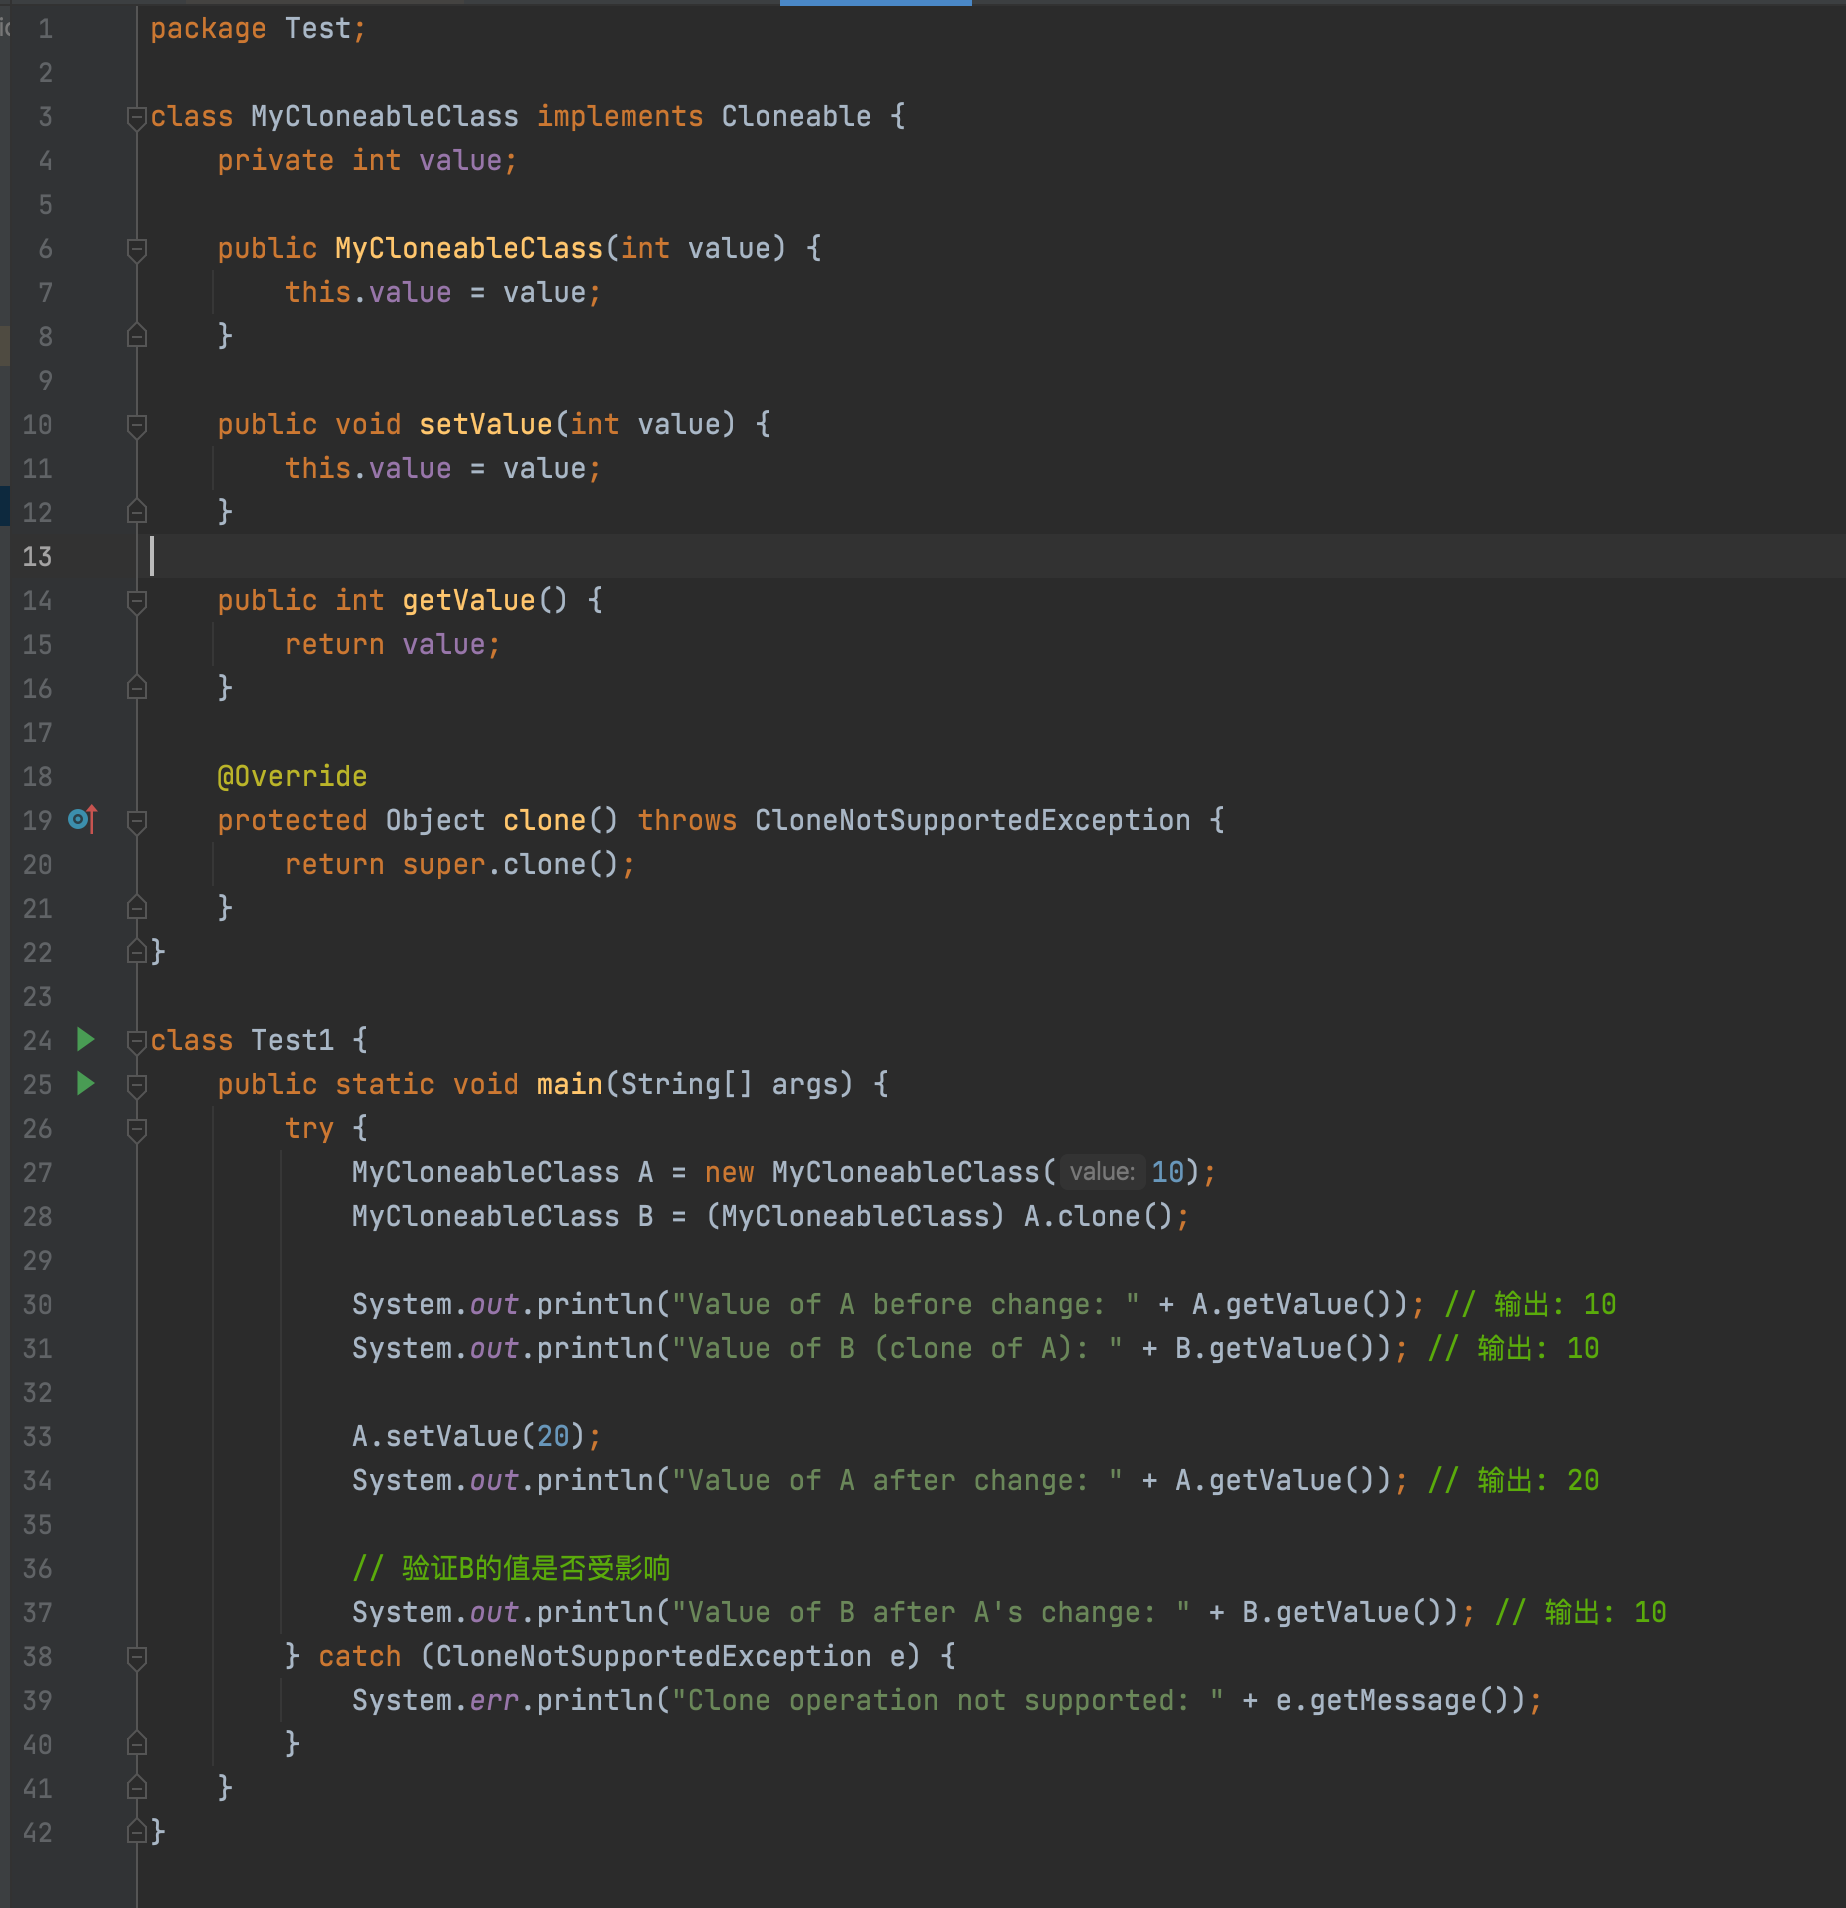 1 package Test;
2
3 class MyCloneableClass implements Cloneable {
4     private int value;
5
6     public MyCloneableClass(int value) {
7         this.value = value;
8     }
9
10     public void setValue(int value) {
11         this.value = value;
12     }
13
14     public int getValue() {
15         return value;
16     }
17
18     @Override
19     protected Object clone() throws CloneNotSupportedException {
20         return super.clone();
21     }
22 }
23
24 class Test1 {
25     public static void main(String[] args) {
26         try {
27             MyCloneableClass A = new MyCloneableClass( value: 10);
28             MyCloneableClass B = (MyCloneableClass) A.clone();
29
30             System.out.println("Value of A before change: " + A.getValue()); // 输出: 10
31             System.out.println("Value of B (clone of A): " + B.getValue()); // 输出: 10
32
33             A.setValue(20);
34             System.out.println("Value of A after change: " + A.getValue()); // 输出: 20
35
36             // 验证B的值是否受影响
37             System.out.println("Value of B after A's change: " + B.getValue()); // 输出: 10
38         } catch (CloneNotSupportedException e) {
39             System.err.println("Clone operation not supported: " + e.getMessage());
40         }
41     }
42 }